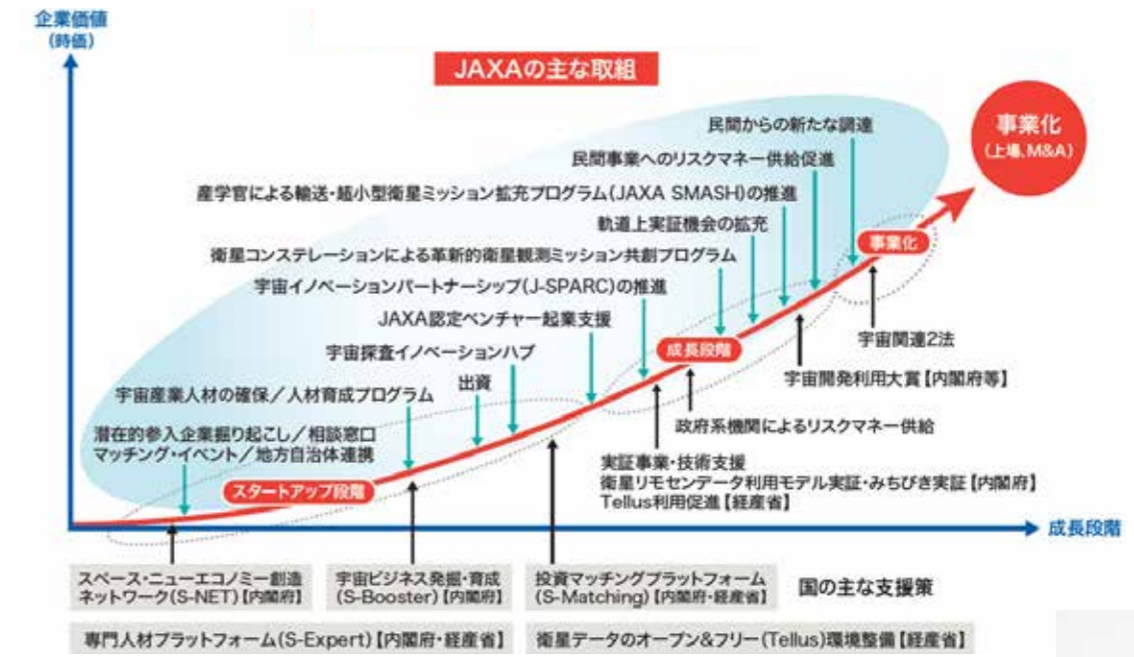 企業価値
(時価)
JAXAの主な取組
事業化
(上場、M&A)
民間からの新たな調達
民間事業へのリスクマネー供給促進
産学官による輸送・超小型衛星ミッション拡充プログラム(JAXA SMASH)の推進
軌道上実証機会の拡充
事業化
衛星コンステレーションによる革新的衛星観測ミッション共創プログラム
宇宙イノベーションパートナーシップ(J-SPARC)の推進
JAXA認定ベンチャー起業支援
宇宙関連2法
成長段階
宇宙探査イノベーションハブ
出資
宇宙開発利用大賞【内閣府等】
宇宙産業人材の確保/人材育成プログラム
政府系機関によるリスクマネー供給
潜在的参入企業掘り起こし/相談窓口
マッチング・イベント/地方自治体連携
実証事業・技術支援
衛星リモセンデータ利用モデル実証・みちびき実証【内閣府】
Tellus利用促進【経産省】
スタートアップ段階
成長段階
スペース・ニューエコノミー創造
ネットワーク(S-NET)【内閣府】
宇宙ビジネス発掘・育成
(S-Booster)【内閣府】
投資マッチングプラットフォーム
(S-Matching)【内閣府・経産省】
国の主な支援策
専門人材プラットフォーム(S-Expert)【内閣府・経産省】
衛星データのオープン&フリー(Tellus)環境整備【経産省】